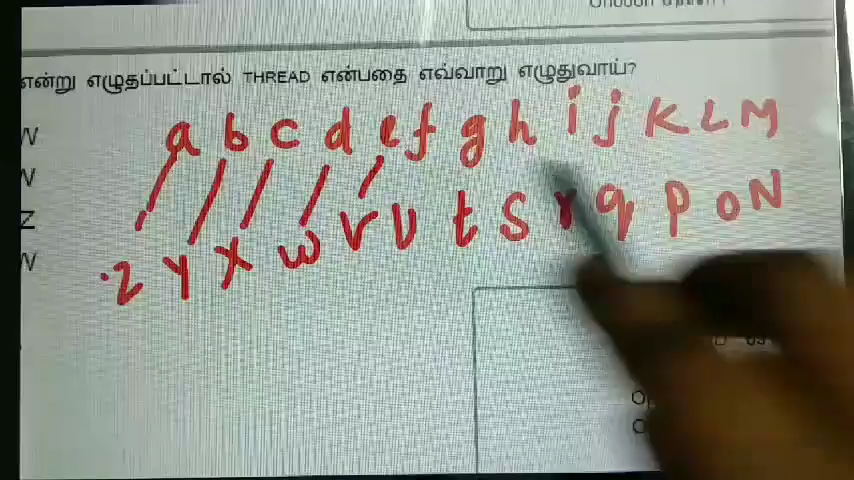 என்று எழுதப்பட்டால் THREAD என்பதை எவ்வாறு எழுதுவாய்?
a b c d e f g h i j K L M
Z Y X W V U t S r q p o N